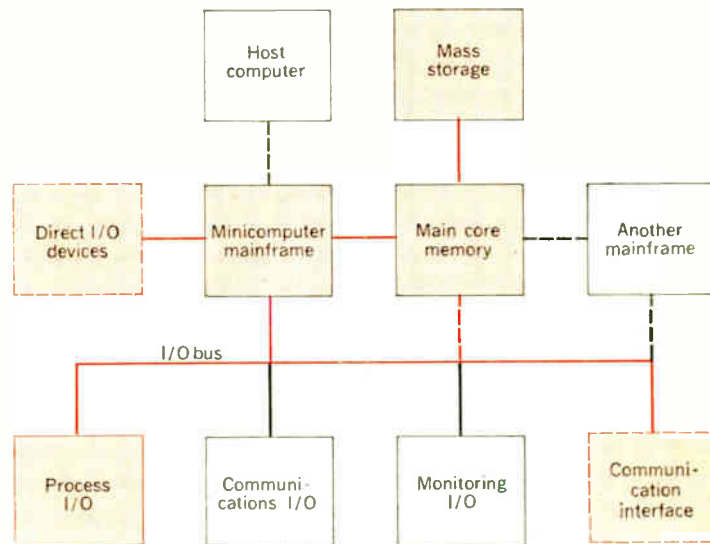 Host
computer
Mass
storage
Direct I/O
devices
Minicomputer
mainframe
Main core
memory
Another
mainframe
I/O bus
Process
I/O
Communi-
cations I/O
Monitoring
I/O
Communi-
cation
interface